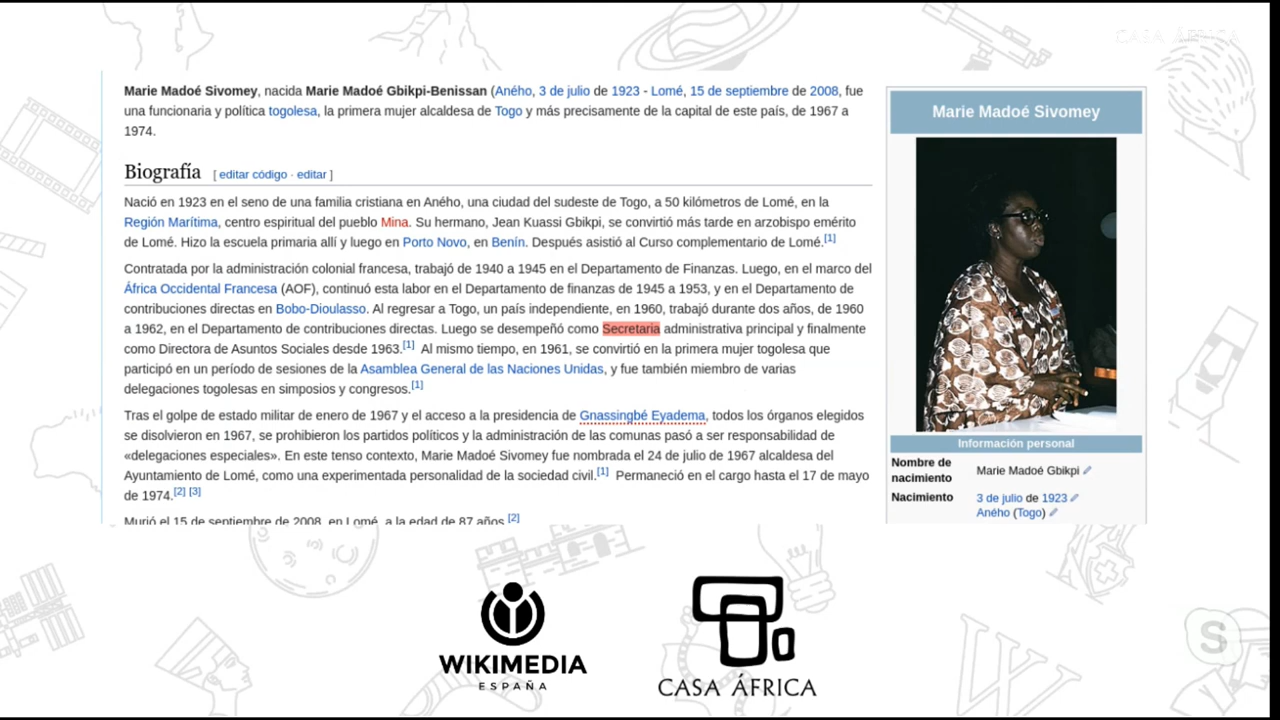 CASA ÁFRICA
Marie Madoé Sivomey, nacida Marie Madoé Gbikpi-Benissan (Aného, 3 de julio de 1923 - Lomé, 15 de septiembre de 2008, fue
una funcionaria y política togolesa, la primera mujer alcaldesa de Togo y más precisamente de la capital de este país, de 1967 a
1974.
Biografía [ editar código · editar ]
Nació en 1923 en el seno de una familia cristiana en Aného, una ciudad del sudeste de Togo, a 50 kilómetros de Lomé, en la
Región Marítima, centro espiritual del pueblo Mina. Su hermano, Jean Kuassi Gbikpi, se convirtió más tarde en arzobispo emérito
de Lomé. Hizo la escuela primaria allí y luego en Porto Novo, en Benín. Después asistió al Curso complementario de Lomé.[1]
Contratada por la administración colonial francesa, trabajó de 1940 a 1945 en el Departamento de Finanzas. Luego, en el marco del
África Occidental Francesa (AOF), continuó esta labor en el Departamento de finanzas de 1945 a 1953, y en el Departamento de
contribuciones directas en Bobo-Dioulasso. Al regresar a Togo, un país independiente, en 1960, trabajó durante dos años, de 1960
a 1962, en el Departamento de contribuciones directas. Luego se desempeñó como Secretaria administrativa principal y finalmente
como Directora de Asuntos Sociales desde 1963.[1] Al mismo tiempo, en 1961, se convirtió en la primera mujer togolesa que
participó en un período de sesiones de la Asamblea General de las Naciones Unidas, y fue también miembro de varias
delegaciones togolesas en simposios y congresos.[1]
Tras el golpe de estado militar de enero de 1967 y el acceso a la presidencia de Gnassingbé Eyadema, todos los órganos elegidos
se disolvieron en 1967, se prohibieron los partidos políticos y la administración de las comunas pasó a ser responsabilidad de
«delegaciones especiales». En este tenso contexto, Marie Madoé Sivomey fue nombrada el 24 de julio de 1967 alcaldesa del
Ayuntamiento de Lomé, como una experimentada personalidad de la sociedad civil.[1] Permaneció en el cargo hasta el 17 de mayo
de 1974.[2] [3]
Murió el 15 de septiembre de 2008, en Lomé, a la edad de 87 años.[2]
Marie Madoé Sivomey
Información personal
Nombre de
nacimiento
Marie Madoé Gbikpi
Nacimiento
3 de julio de 1923
Aného (Togo)
WIKIMEDIA
ESPAÑA
CASA ÁFRICA
S